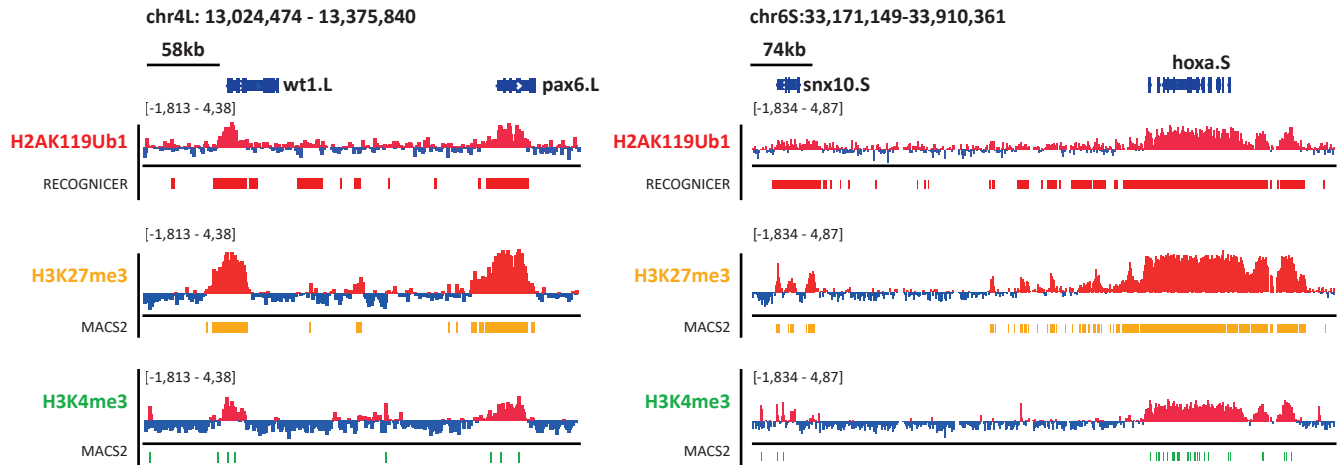 chr4L: 13,024,474 - 13,375,840
58kb
wt1.L
pax6.L
[-1,813 - 4,38]
H2AK119Ub1
RECOGNICER
[-1,813 - 4,38]
H3K27me3
MACS2
[-1,813 - 4,38]
H3K4me3
MACS2
chr6S:33,171,149-33,910,361
74kb
snx10.S
hoxa.S
[-1,834 - 4,87]
H2AK119Ub1
RECOGNICER
[-1,834 - 4,87]
H3K27me3
MACS2
[-1,834 - 4,87]
H3K4me3
MACS2